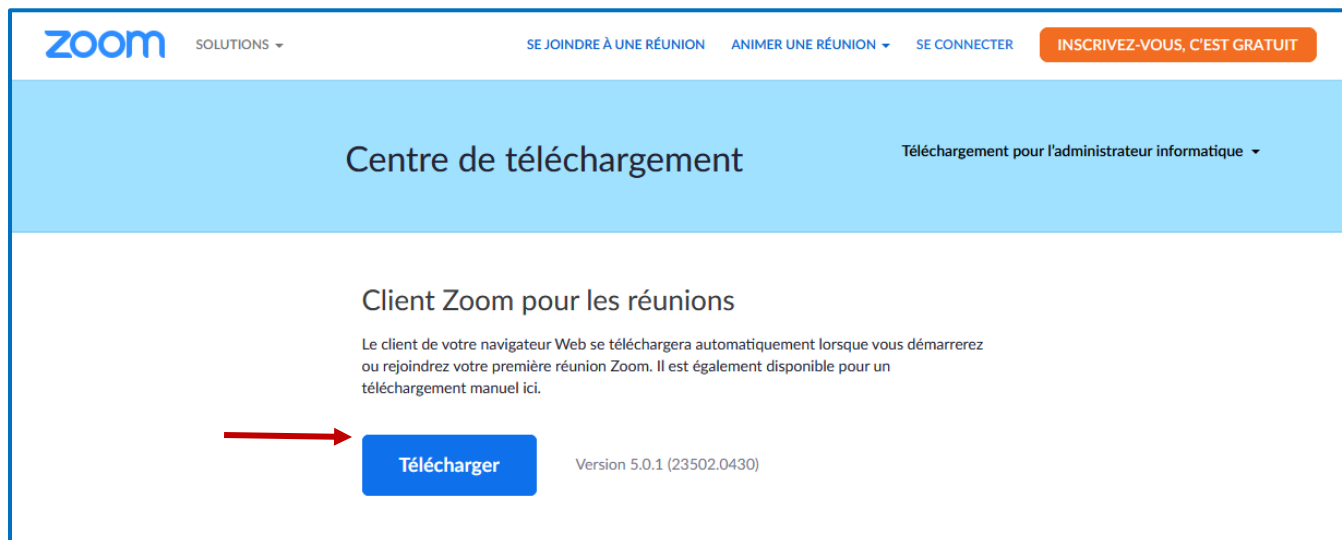 zoom SOLUTIONS SE JOINDRE À UNE RÉUNION ANIMER UNE RÉUNION SE CONNECTER INSCRIVEZ-VOUS, C'EST GRATUIT
Centre de téléchargement Téléchargement pour l'administrateur informatique
Client Zoom pour les réunions
Le client de votre navigateur Web se téléchargera automatiquement lorsque vous démarrerez
ou rejoindrez votre première réunion Zoom. Il est également disponible pour un
téléchargement manuel ici.
Télécharger Version 5.0.1 (23502.0430)